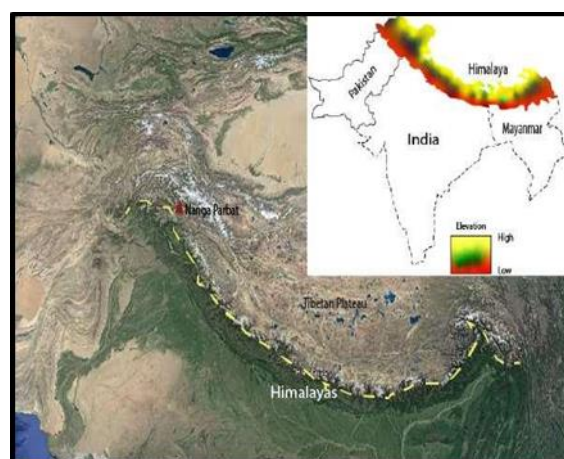 Himalaya
Pakistan
India
Mayanmar
Elevation
High
Low
Nanga Parbat
Tibetan Plateau
Himalayas